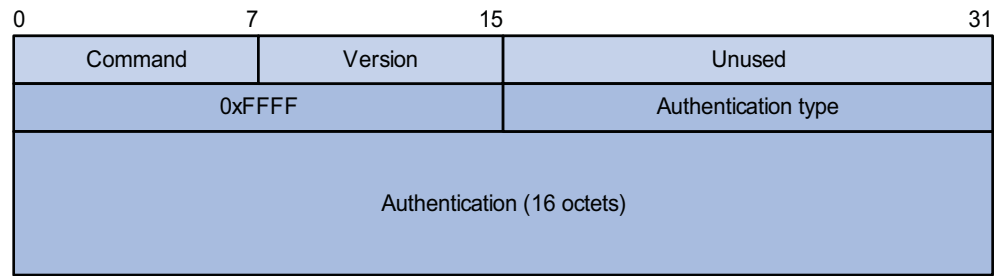 0 7 15 31
Command Version Unused
0xFFFF Authentication type
Authentication (16 octets)